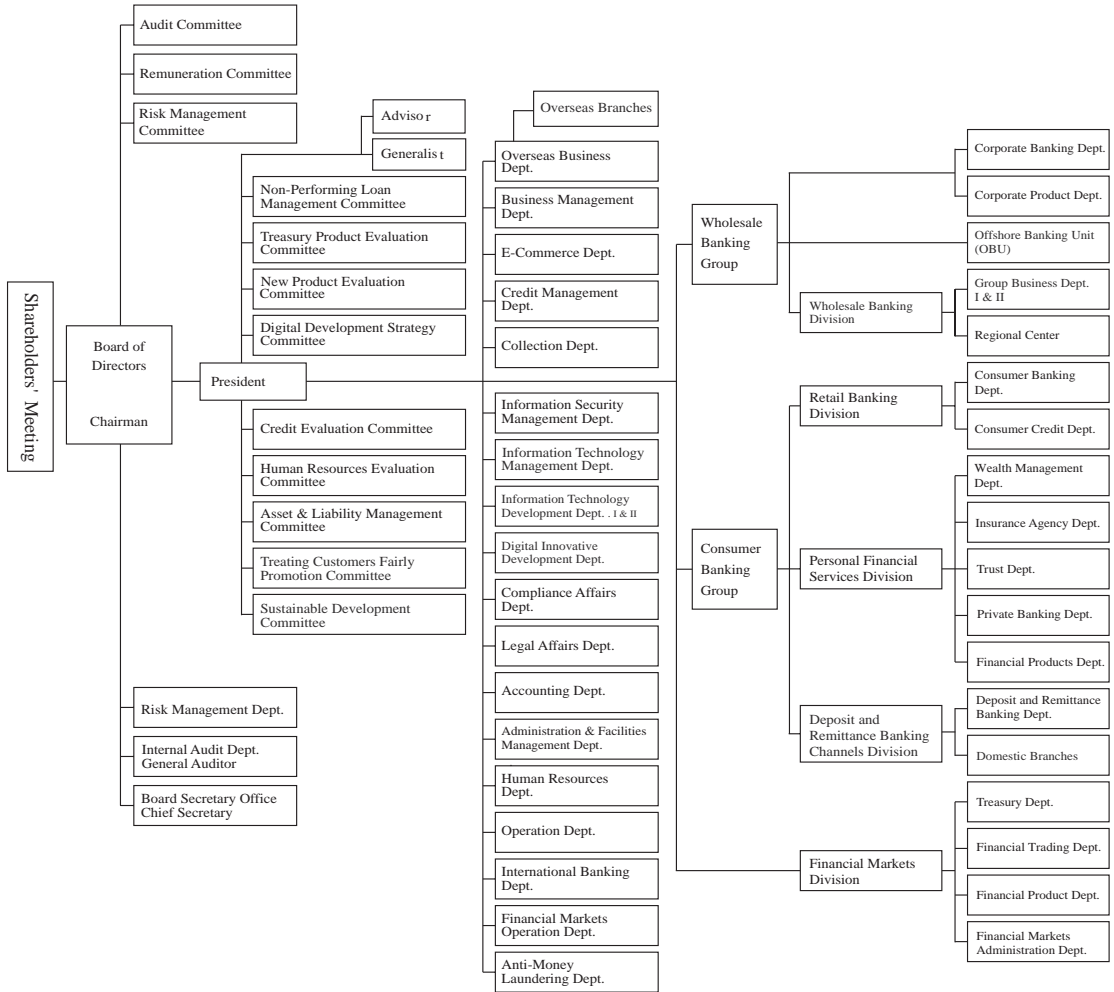 Shareholders' Meeting
Board of
Directors
Chairman
Audit Committee
Remuneration Committee
Risk Management
Committee
Risk Management Dept.
Internal Audit Dept.
General Auditor
Board Secretary Office
Chief Secretary
President
Advisor
Generalist
Non-Performing Loan
Management Committee
Treasury Product Evaluation
Committee
New Product Evaluation
Committee
Digital Development Strategy
Committee
Credit Evaluation Committee
Human Resources Evaluation
Committee
Asset & Liability Management
Committee
Treating Customers Fairly
Promotion Committee
Sustainable Development
Committee
Overseas Branches
Overseas Business
Dept.
Business Management
Dept.
E-Commerce Dept.
Credit Management
Dept.
Collection Dept.
Information Security
Management Dept.
Information Technology
Management Dept.
Information Technology
Development Dept. . I & II
Digital Innovative
Development Dept.
Compliance Affairs
Dept.
Legal Affairs Dept.
Accounting Dept.
Administration & Facilities
Management Dept.
Human Resources
Dept.
Operation Dept.
International Banking
Dept.
Financial Markets
Operation Dept.
Anti-Money
Laundering Dept.
Wholesale
Banking
Group
Corporate Banking Dept.
Corporate Product Dept.
Offshore Banking Unit
(OBU)
Wholesale Banking
Division
Group Business Dept.
I & II
Regional Center
Consumer
Banking
Group
Retail Banking
Division
Consumer Banking
Dept.
Consumer Credit Dept.
Personal Financial
Services Division
Wealth Management
Dept.
Insurance Agency Dept.
Trust Dept.
Private Banking Dept.
Financial Products Dept.
Deposit and
Remittance Banking
Channels Division
Deposit and Remittance
Banking Dept.
Domestic Branches
Financial Markets
Division
Treasury Dept.
Financial Trading Dept.
Financial Product Dept.
Financial Markets
Administration Dept.